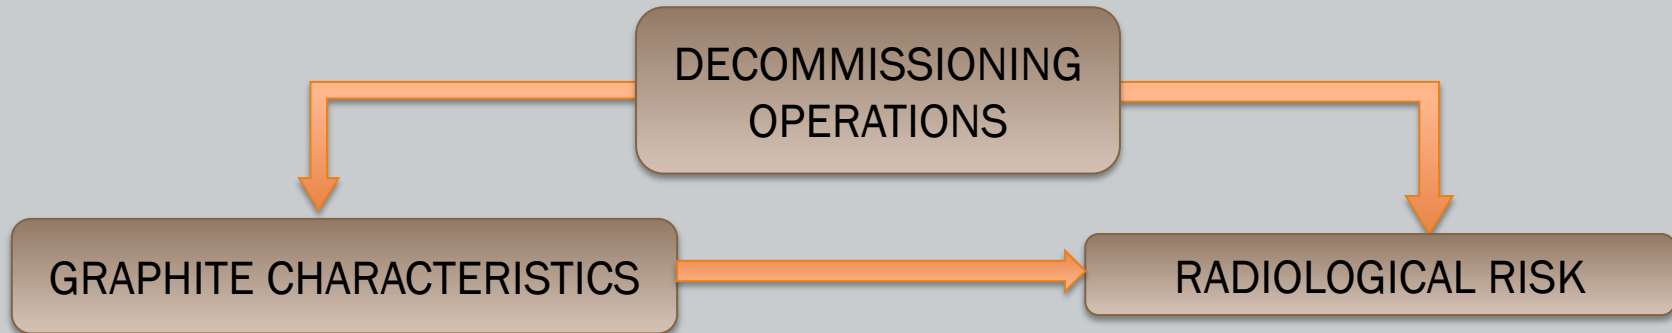 DECOMMISSIONING
OPERATIONS
GRAPHITE CHARACTERISTICS
RADIOLOGICAL RISK